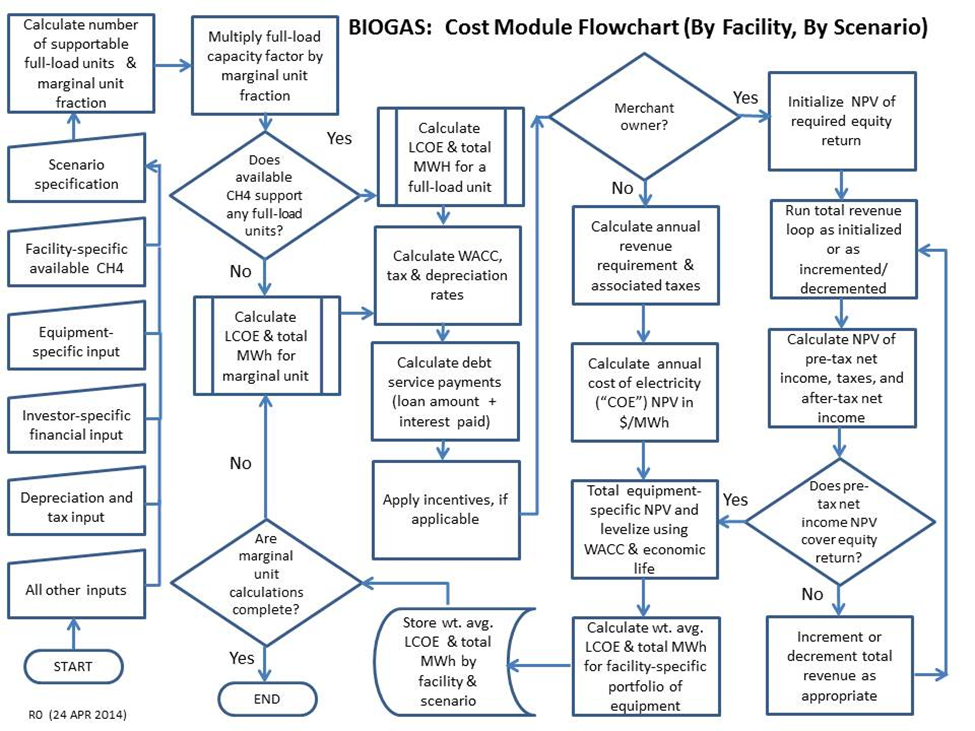 BIOGAS: Cost Module Flowchart (By Facility, By Scenario)
Calculate number
of supportable
full-load units &
marginal unit
fraction
Multiply full-load
capacity factor by
marginal unit
fraction
Scenario
specification
Facility-specific
available CH4
Equipment-
specific input
Investor-specific
financial input
Depreciation and
tax input
All other inputs
START
R0 (24 APR 2014)
Does
available
CH4 support
any full-load
units?
Yes
No
Calculate
LCOE & total
MWh for
marginal unit
No
Are
marginal
unit
calculations
complete?
Yes
END
Calculate
LCOE & total
MWH for a
full-load unit
Calculate WACC,
tax & depreciation
rates
Calculate debt
service payments
(loan amount +
interest paid)
Apply incentives, if
applicable
Store wt. avg.
LCOE & total
MWh by
facility &
scenario
Merchant
owner?
Yes
No
Calculate annual
revenue
requirement &
associated taxes
Calculate annual
cost of electricity
(“COE”) NPV in
$/MWh
Total equipment-
specific NPV and
levelize using
WACC & economic
life
Calculate wt. avg.
LCOE & total MWh
for facility-specific
portfolio of
equipment
Initialize NPV of
required equity
return
Run total revenue
loop as initialized
or as
incremented/
decremented
Calculate NPV of
pre-tax net
income, taxes, and
after-tax net
income
Does pre-
tax net
income NPV
cover equity
return?
Yes
No
Increment or
decrement total
revenue as
appropriate